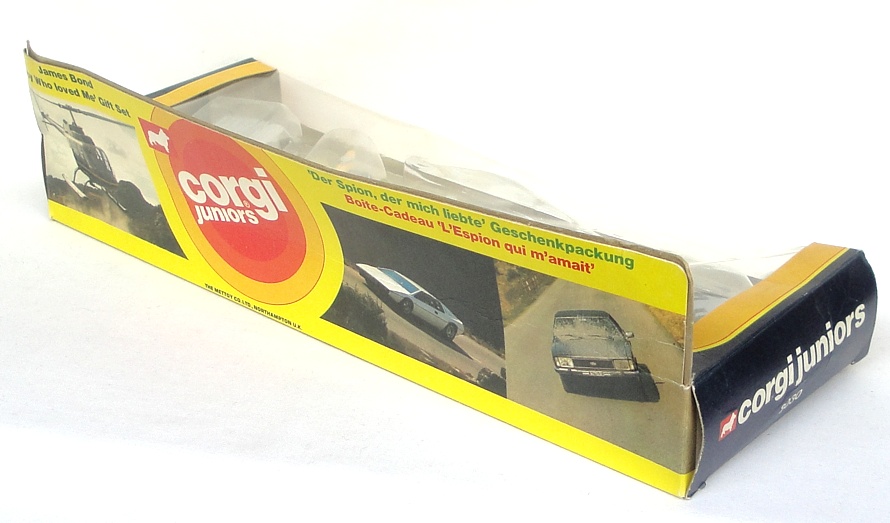 James Bond
Who loved Me' Gift Set
corgi®
juniors
'Der Spion, der mich liebte' Geschenkpackung
Boite-Cadeau 'L'Espion qui m'amait'
THE METTOY CO. LTD., NORTHAMPTON U.K.
corgi juniors
3030